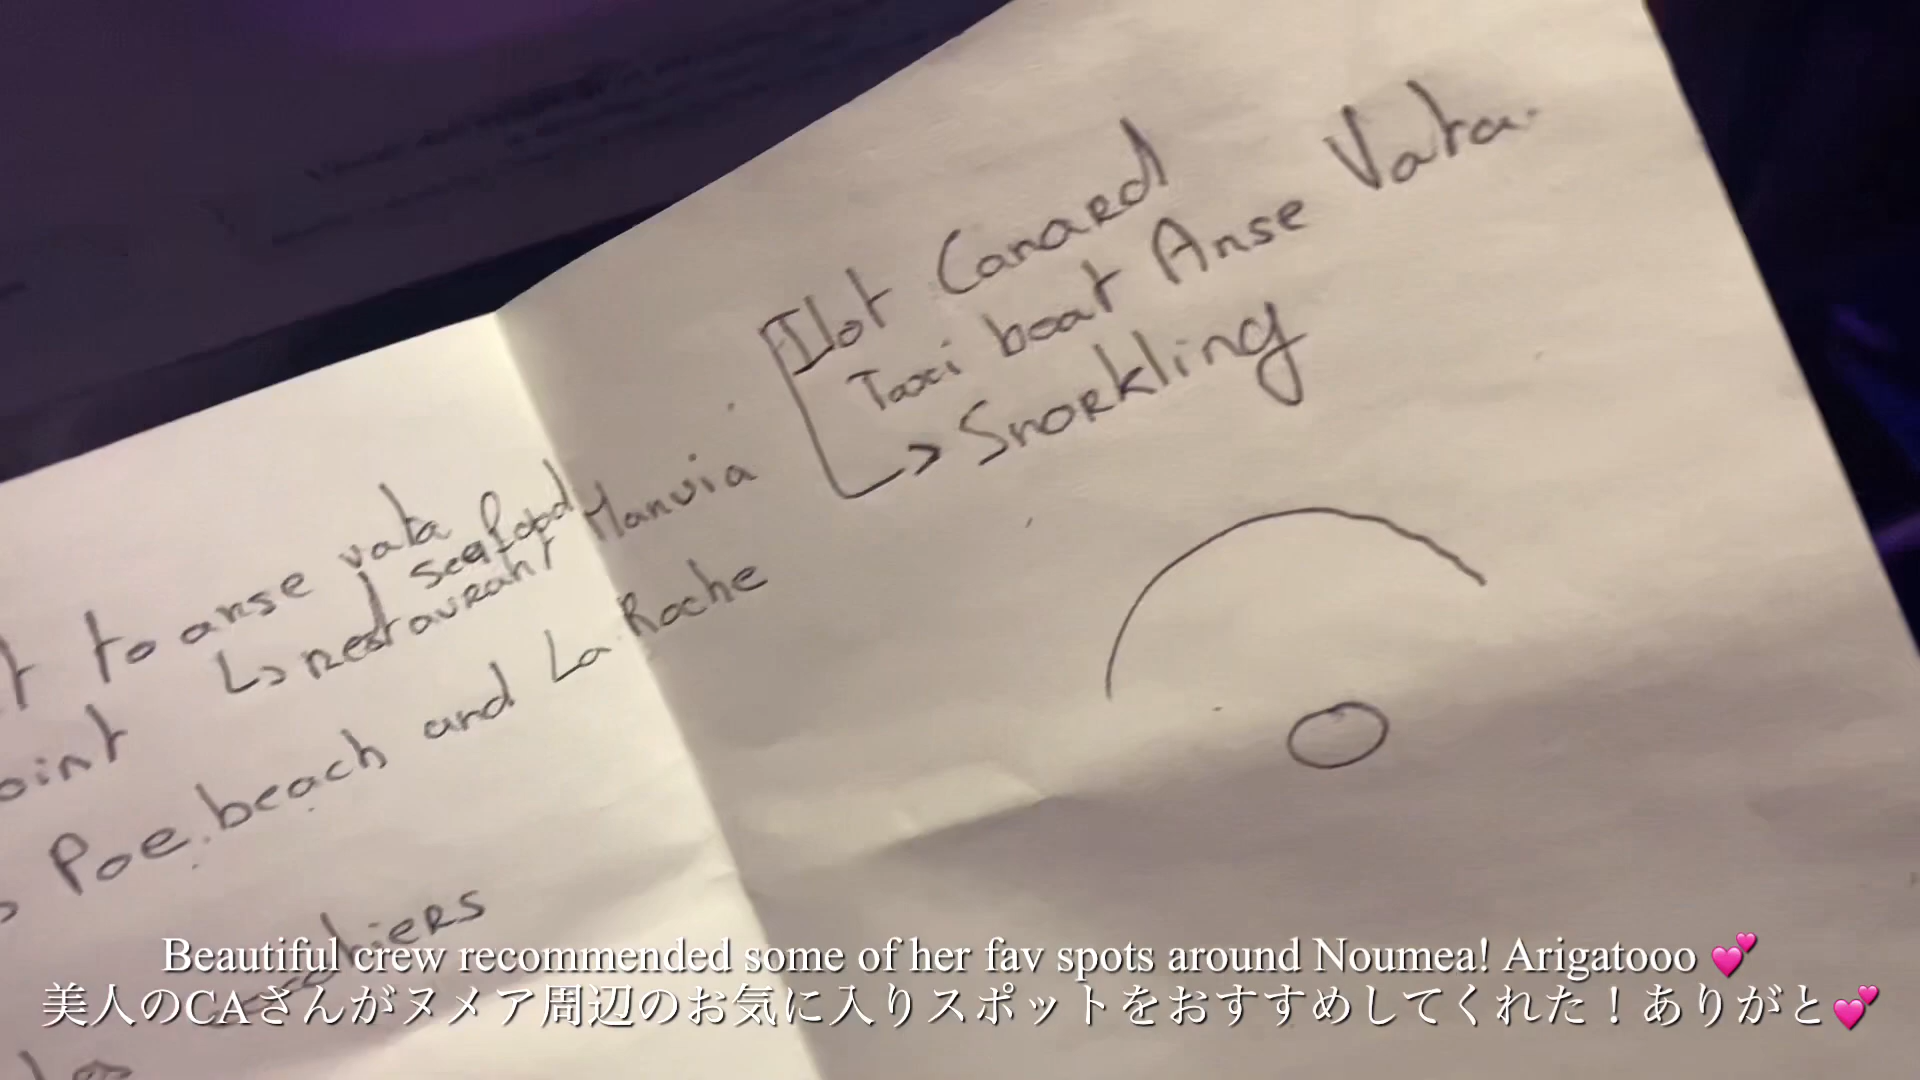 to anse vata
↳ restaurant seafood Manvia
oint
Poe beach and La Roche
Ilot Canard
Taxi boat Anse Vata.
↳ Snorkling
Beautiful crew recommended some of her fav spots around Noumea! Arigatooo 💕
美人のCAさんがヌメア周辺のお気に入りスポットをおすすめしてくれた！ありがと💕